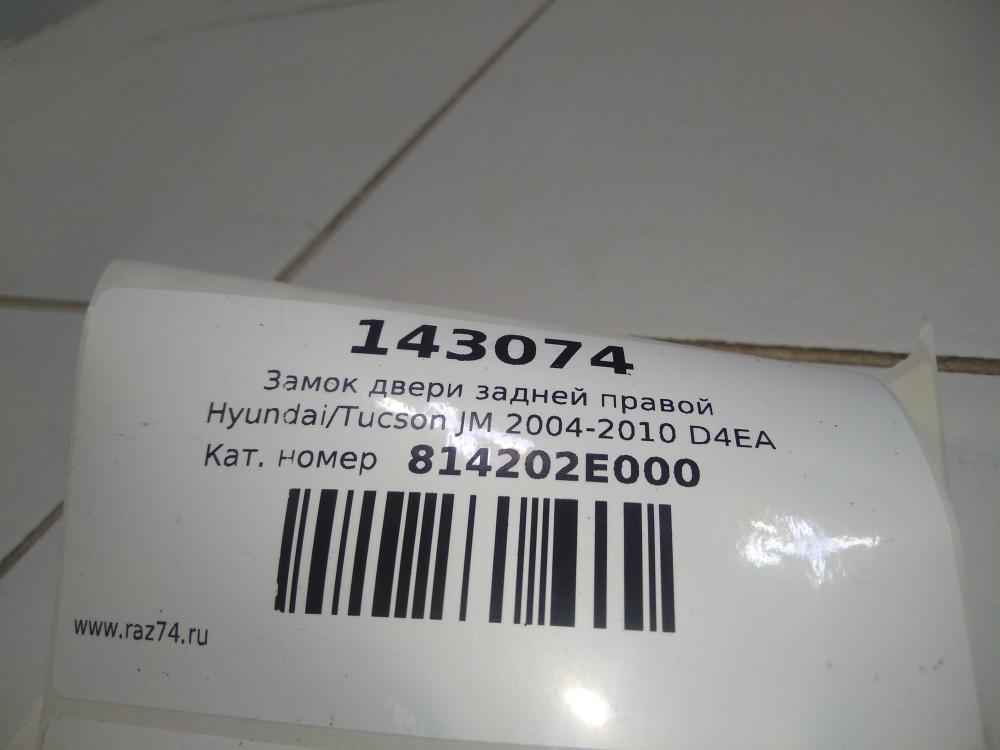 143074
Замок двери задней правой
Hyundai/Tucson JM 2004-2010 D4EA
Кат. номер 814202E000
www.raz74.ru